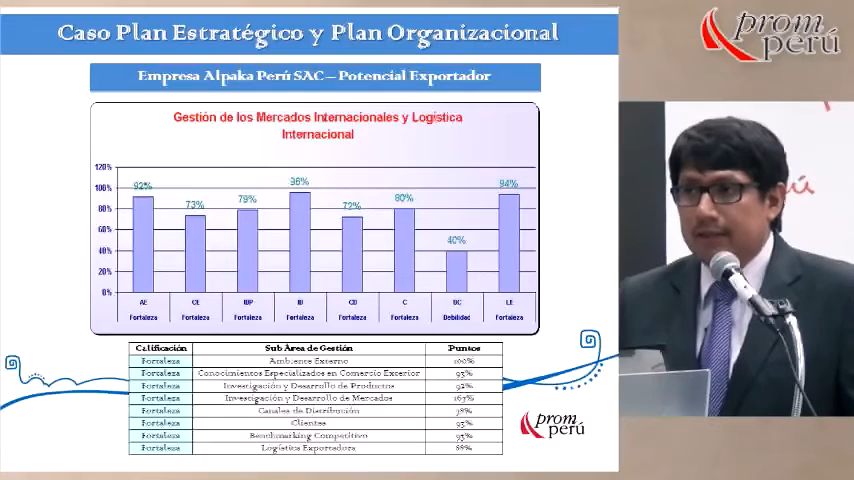 Caso Plan Estratégico y Plan Organizacional
Empresa Alpaka Perú SAC – Potencial Exportador
Gestión de los Mercados Internacionales y Logística
Internacional
120%
100%
80%
60%
40%
20%
0%
92%
73%
79%
96%
72%
80%
40%
94%
AE CE IDP ID CD C BC LE
Fortaleza Fortaleza Fortaleza Fortaleza Fortaleza Fortaleza Debilidad Fortaleza
Calificación Sub Área de Gestión Puntos
Fortaleza Ambiente Externo 100%
Fortaleza Conocimientos Especializados en Comercio Exterior 93%
Fortaleza Investigación y Desarrollo de Productos 92%
Fortaleza Investigación y Desarrollo de Mercados 167%
Fortaleza Canales de Distribución 78%
Fortaleza Clientes 93%
Fortaleza Benchmarking Competitivo 95%
Fortaleza Logística Exportadora 88%
prom
perú
prom
perú